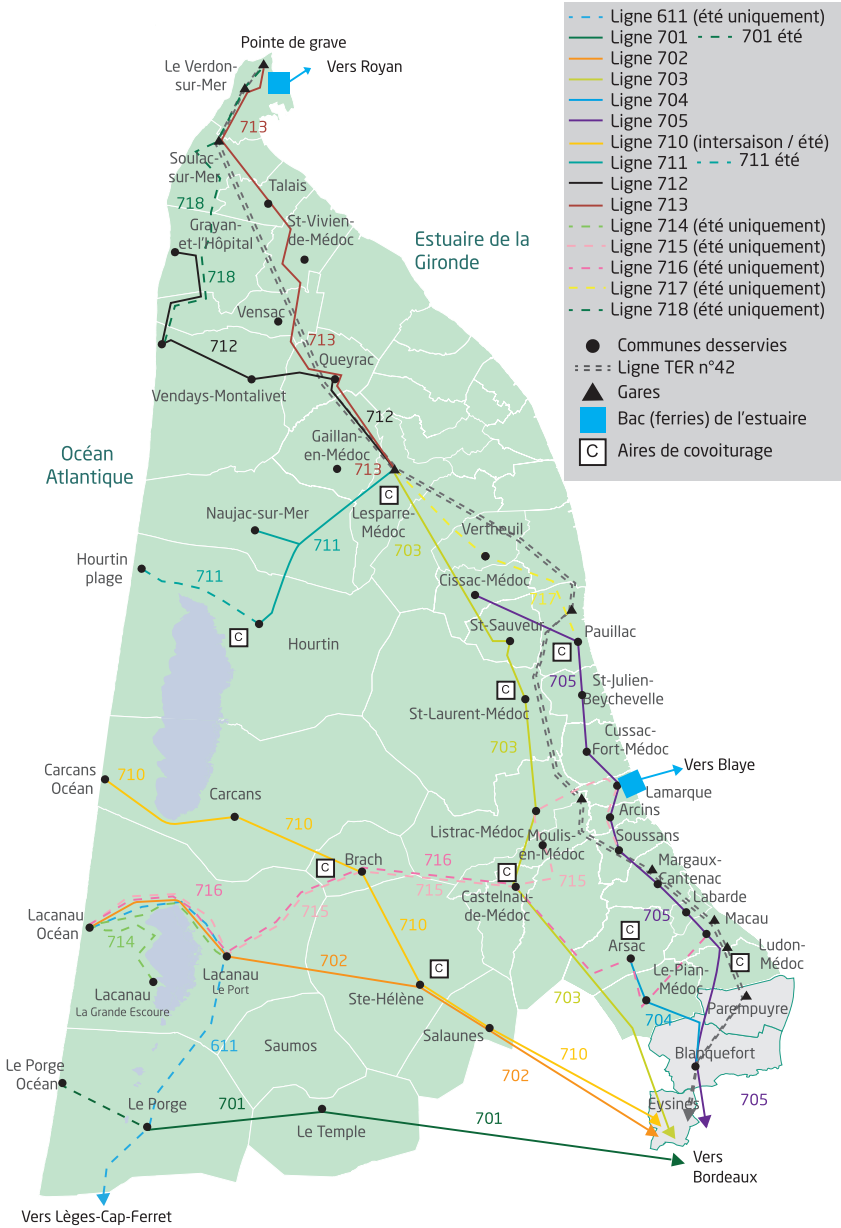 Ligne 611 (été uniquement)
Ligne 701 701 été
Ligne 702
Ligne 703
Ligne 704
Ligne 705
Ligne 710 (intersaison / été)
Ligne 711 711 été
Ligne 712
Ligne 713
Ligne 714 (été uniquement)
Ligne 715 (été uniquement)
Ligne 716 (été uniquement)
Ligne 717 (été uniquement)
Ligne 718 (été uniquement)
Communes desservies
Ligne TER n°42
Gares
Bac (ferries) de l'estuaire
C Aires de covoiturage
Pointe de grave
Le Verdon-
sur-Mer
Vers Royan
713
Soulac-
sur-Mer
Talais
718
Grayan-
et-l'Hôpital
St-Vivien-
de-Médoc
Estuaire de la
Gironde
718
Vensac
713
712
Queyrac
Vendays-Montalivet
712
Océan
Atlantique
Gaillan-
en-Médoc
713
C
Lesparre-
Médoc
Naujac-sur-Mer
711
703
Vertheuil
Hourtin
plage
711
Cissac-Médoc
717
C
Hourtin
St-Sauveur
Pauillac
C
705
St-Julien-
Beychevelle
C
St-Laurent-Médoc
703
Cussac-
Fort-Médoc
Vers Blaye
Carcans
Océan
710
Carcans
710
Lamarque
Arcins
Listrac-Médoc
Moulis-
en-Médoc
Soussans
C
Brach
716
715
C
715
Margaux-
Cantenac
716
715
Castelnau-
de-Médoc
Labarde
705
Macau
Lacanau
Océan
714
710
C
Arsac
C
Ludon-
Médoc
702
Lacanau
Le Port
C
Le-Pian-
Médoc
Lacanau
La Grande Escoure
Ste-Hélène
703
704
Parempuyre
611
Saumos
Salaunes
710
702
Blanquefort
Le Porge
Océan
Le Porge
701
Le Temple
701
Eysines
705
Vers
Bordeaux
Vers Lèges-Cap-Ferret